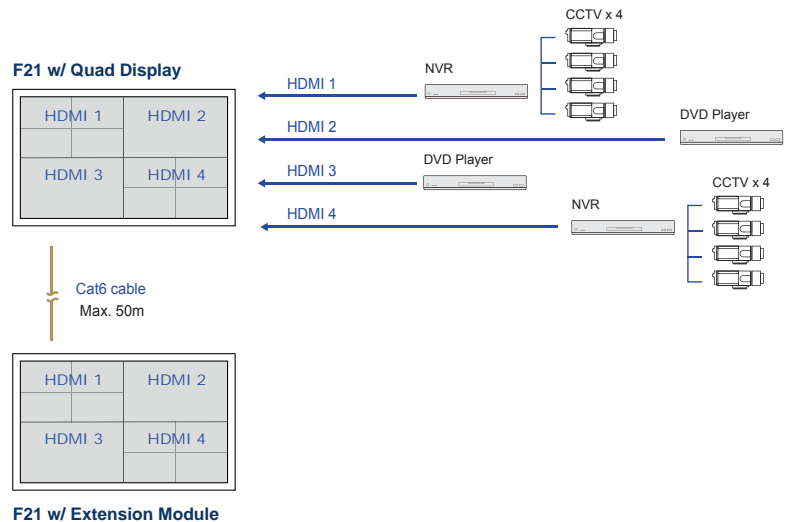 CCTV x 4
F21 w/ Quad Display
NVR
HDMI 1
HDMI 1
HDMI 2
HDMI 2
DVD Player
HDMI 3
HDMI 4
HDMI 3
DVD Player
HDMI 4
NVR
CCTV x 4
Cat6 cable
Max. 50m
HDMI 1
HDMI 2
HDMI 3
HDMI 4
F21 w/ Extension Module